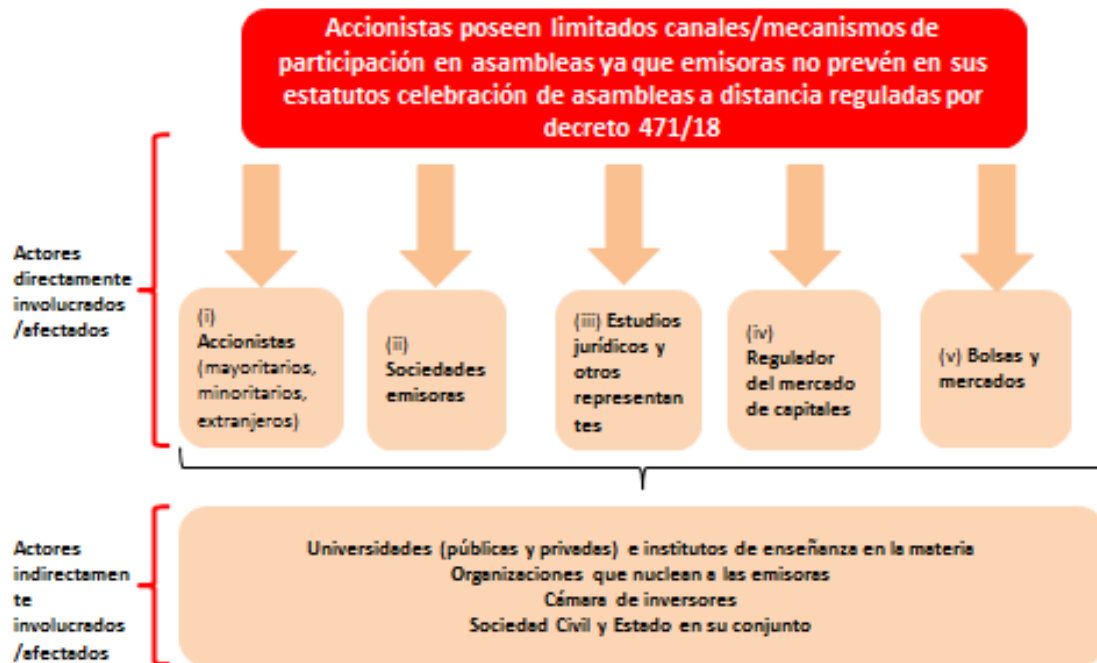 Accionistas poseen limitados canales/mecanismos de
participación en asambleas ya que emisoras no prevén en sus
estatutos celebración de asambleas a distancia reguladas por
decreto 471/18
Actores
directamente
involucrados
/afectados
(i)
Accionistas
(mayoritarios,
minoritarios,
extranjeros)
(ii)
Sociedades
emisoras
(iii) Estudios
jurídicos y
otros
representan
tes
(iv)
Regulador
del mercado
de capitales
(v) Bolsas y
mercados
Actores
indirectamen
te
involucrados
/afectados
Universidades (públicas y privadas) e institutos de enseñanza en la materia
Organizaciones que nuclean a las emisoras
Cámara de inversores
Sociedad Civil y Estado en su conjunto